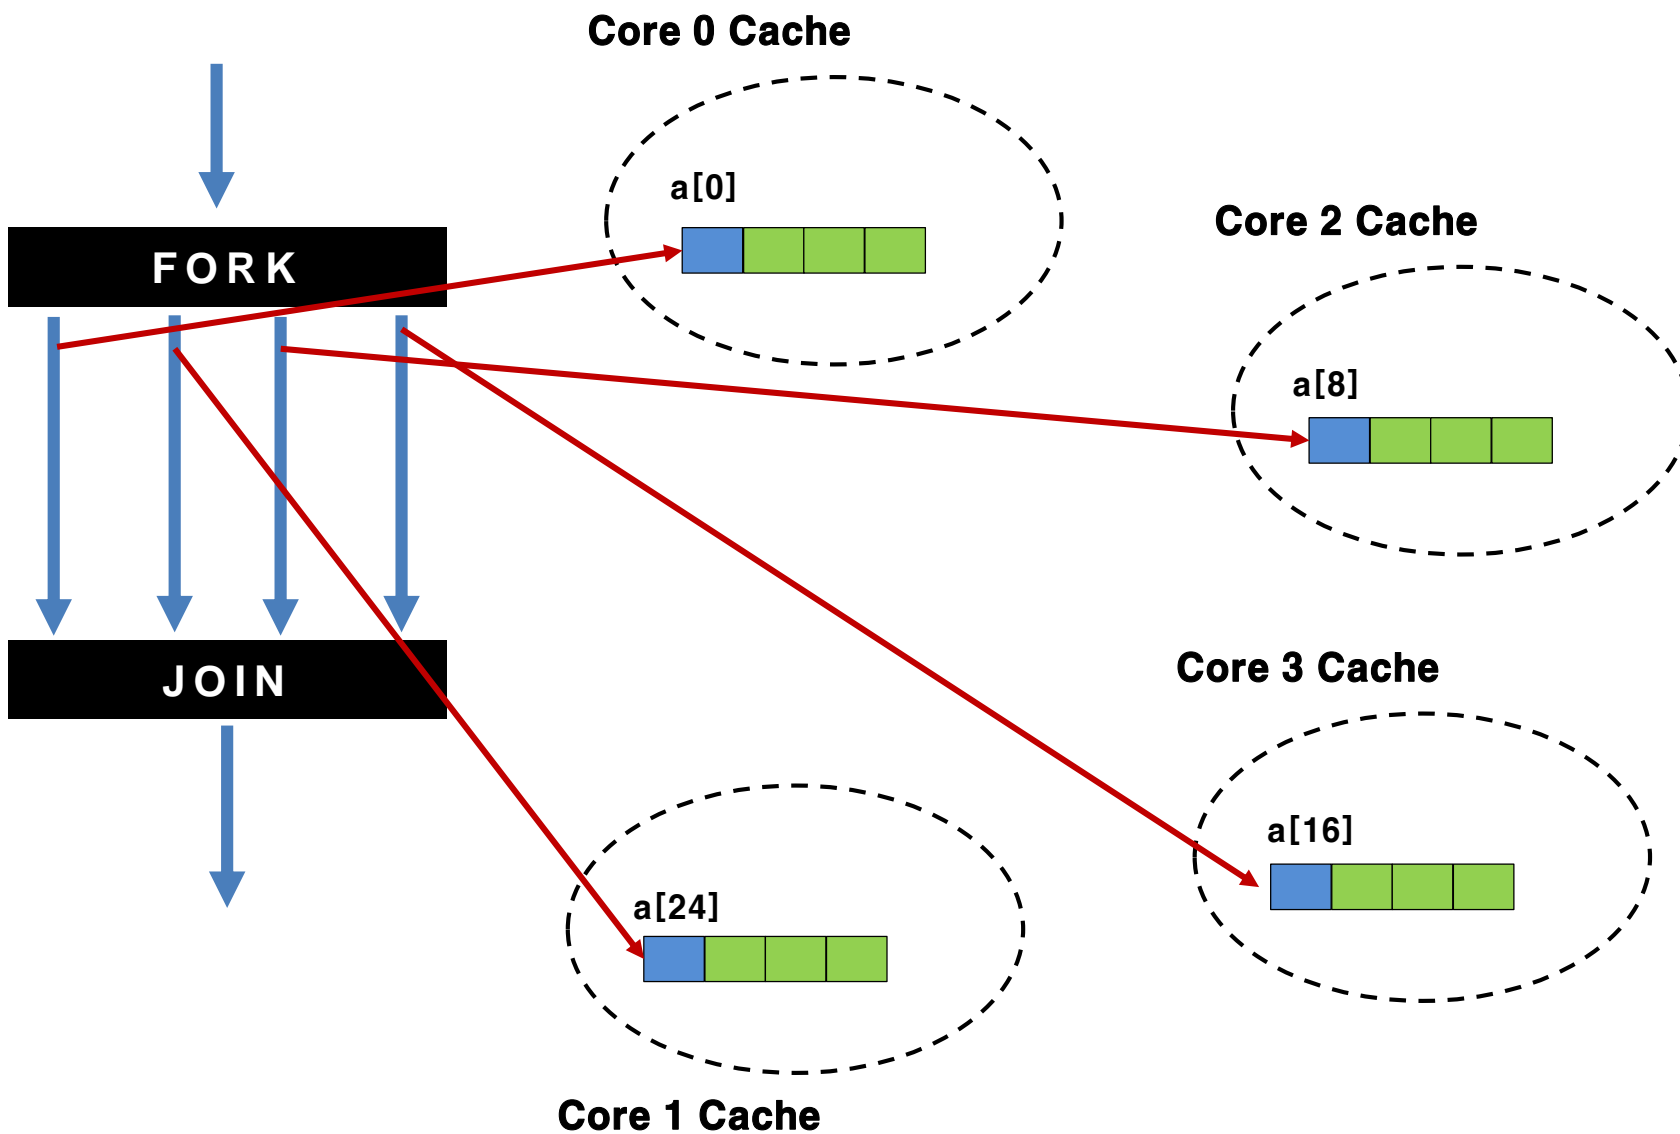 Core 0 Cache
a[0]
Core 2 Cache
FORK
a[8]
JOIN
Core 3 Cache
a[16]
a[24]
Core 1 Cache